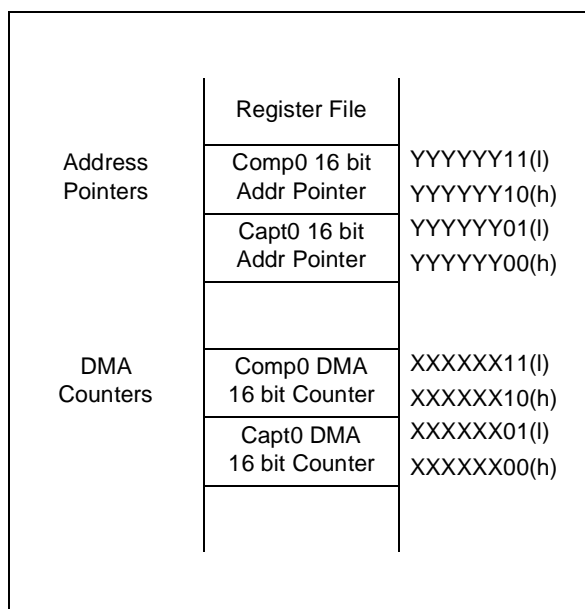 Register File
Address
Pointers
Comp0 16 bit
Addr Pointer
YYYYYY11(l)
YYYYYY10(h)
Capt0 16 bit
Addr Pointer
YYYYYY01(l)
YYYYYY00(h)
DMA
Counters
Comp0 DMA
16 bit Counter
XXXXXX11(l)
XXXXXX10(h)
Capt0 DMA
16 bit Counter
XXXXXX01(l)
XXXXXX00(h)